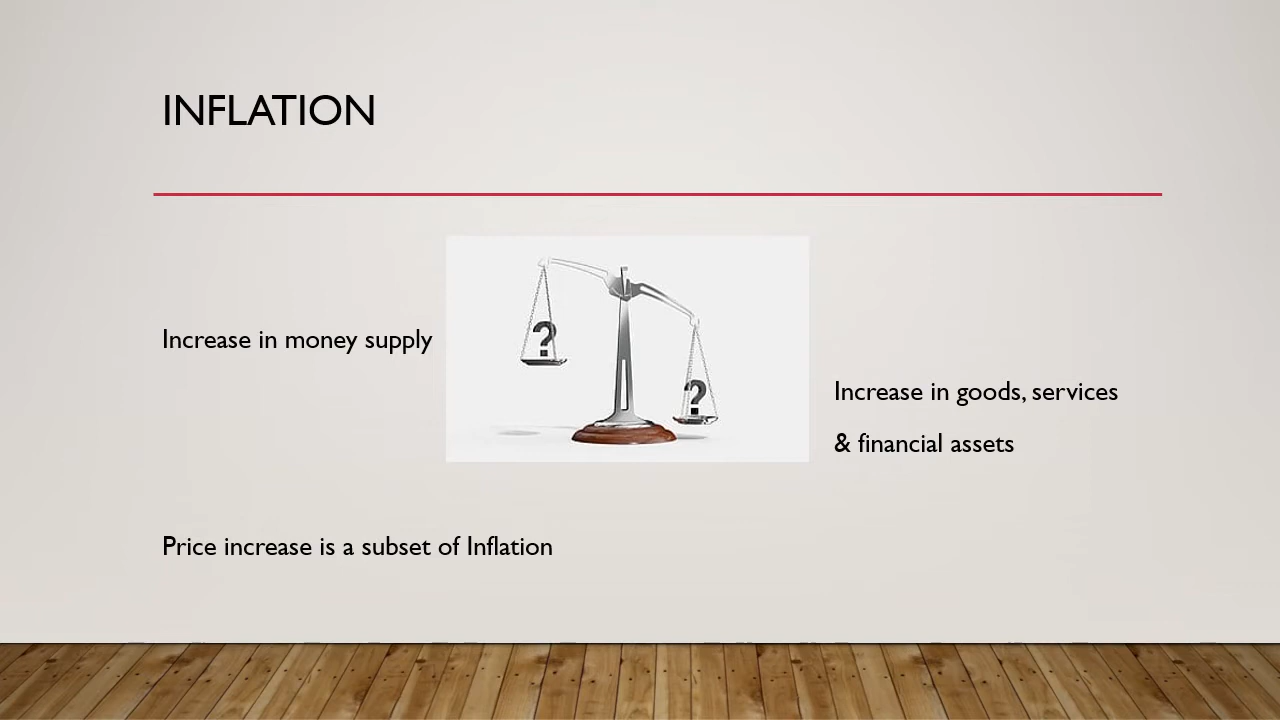 INFLATION
Increase in money supply
?
?
Increase in goods, services
& financial assets
Price increase is a subset of Inflation